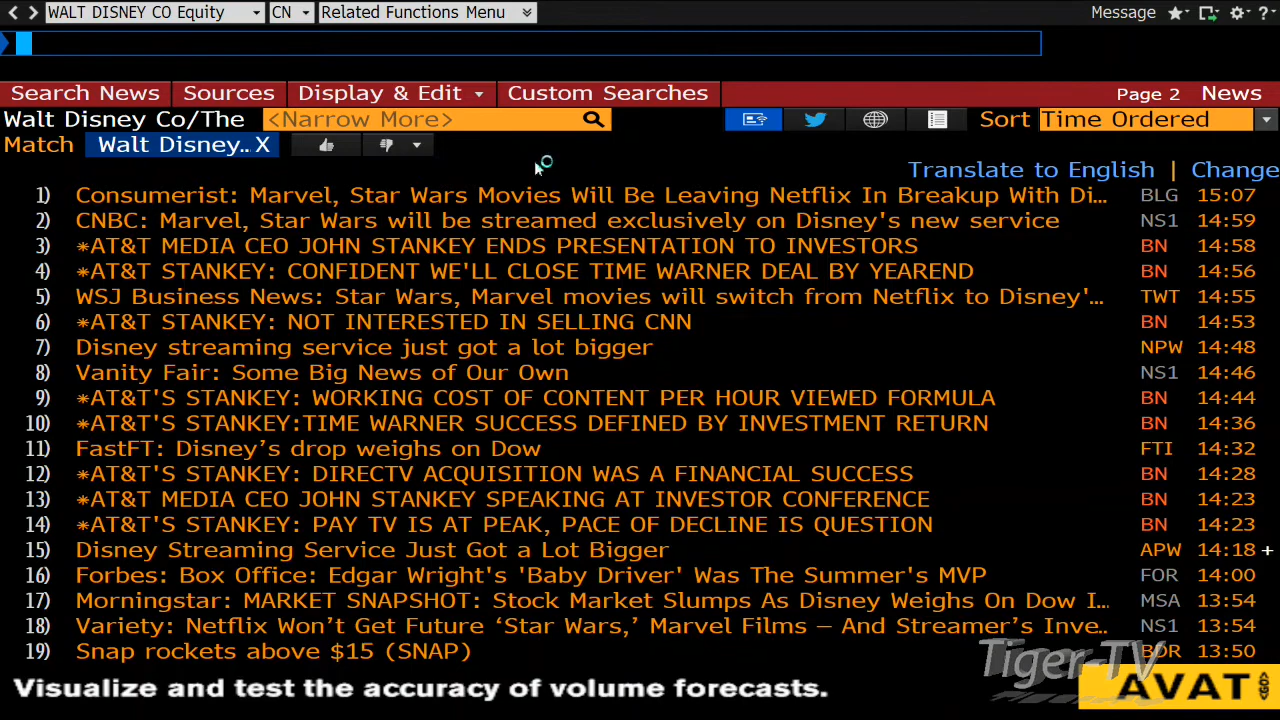 WALT DISNEY CO Equity CN Related Functions Menu Message ?
Search News Sources Display & Edit Custom Searches Page 2 News
Walt Disney Co/The <Narrow More> Sort Time Ordered
Match Walt Disney.. X
Translate to English | Change
1) Consumerist: Marvel, Star Wars Movies Will Be Leaving Netflix In Breakup With Di... BLG 15:07
2) CNBC: Marvel, Star Wars will be streamed exclusively on Disney's new service NS1 14:59
3) *AT&T MEDIA CEO JOHN STANKEY ENDS PRESENTATION TO INVESTORS BN 14:58
4) *AT&T STANKEY: CONFIDENT WE'LL CLOSE TIME WARNER DEAL BY YEAREND BN 14:56
5) WSJ Business News: Star Wars, Marvel movies will switch from Netflix to Disney'... TWT 14:55
6) *AT&T STANKEY: NOT INTERESTED IN SELLING CNN BN 14:53
7) Disney streaming service just got a lot bigger NPW 14:48
8) Vanity Fair: Some Big News of Our Own NS1 14:46
9) *AT&T'S STANKEY: WORKING COST OF CONTENT PER HOUR VIEWED FORMULA BN 14:44
10) *AT&T'S STANKEY:TIME WARNER SUCCESS DEFINED BY INVESTMENT RETURN BN 14:36
11) FastFT: Disney’s drop weighs on Dow FTI 14:32
12) *AT&T'S STANKEY: DIRECTV ACQUISITION WAS A FINANCIAL SUCCESS BN 14:28
13) *AT&T MEDIA CEO JOHN STANKEY SPEAKING AT INVESTOR CONFERENCE BN 14:23
14) *AT&T'S STANKEY: PAY TV IS AT PEAK, PACE OF DECLINE IS QUESTION BN 14:23
15) Disney Streaming Service Just Got a Lot Bigger APW 14:18 +
16) Forbes: Box Office: Edgar Wright's 'Baby Driver' Was The Summer's MVP FOR 14:00
17) Morningstar: MARKET SNAPSHOT: Stock Market Slumps As Disney Weighs On Dow I... MSA 13:54
18) Variety: Netflix Won’t Get Future ‘Star Wars,’ Marvel Films — And Streamer’s Inve.. NS1 13:54
19) Snap rockets above $15 (SNAP) BOR 13:50
Tiger-TV
Visualize and test the accuracy of volume forecasts. AVAT GO